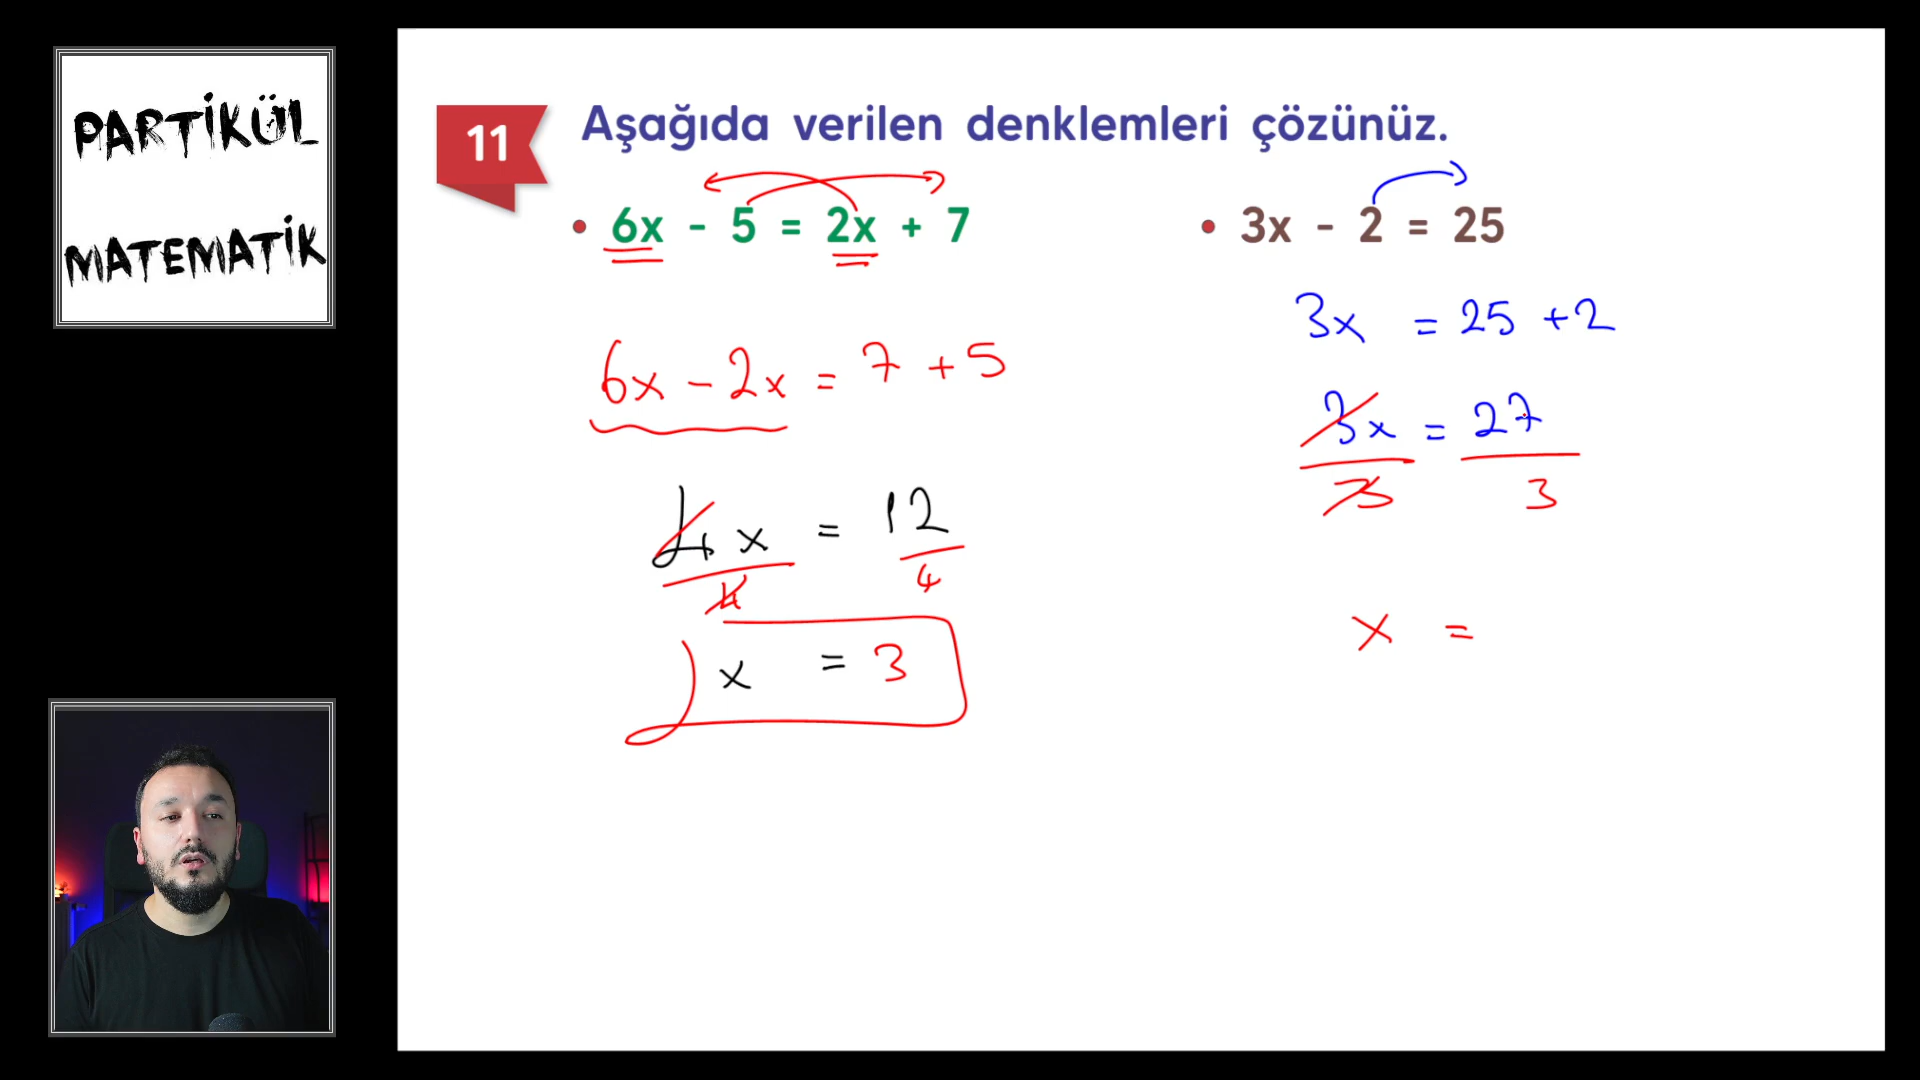 PARTİKÜL
MATEMATİK
11
Aşağıda verilen denklemleri çözünüz.
• 6x - 5 = 2x + 7
6x - 2x = 7 + 5
4x = 12
4 4
x = 3
• 3x - 2 = 25
3x = 25 + 2
3x = 27
3 3
x =